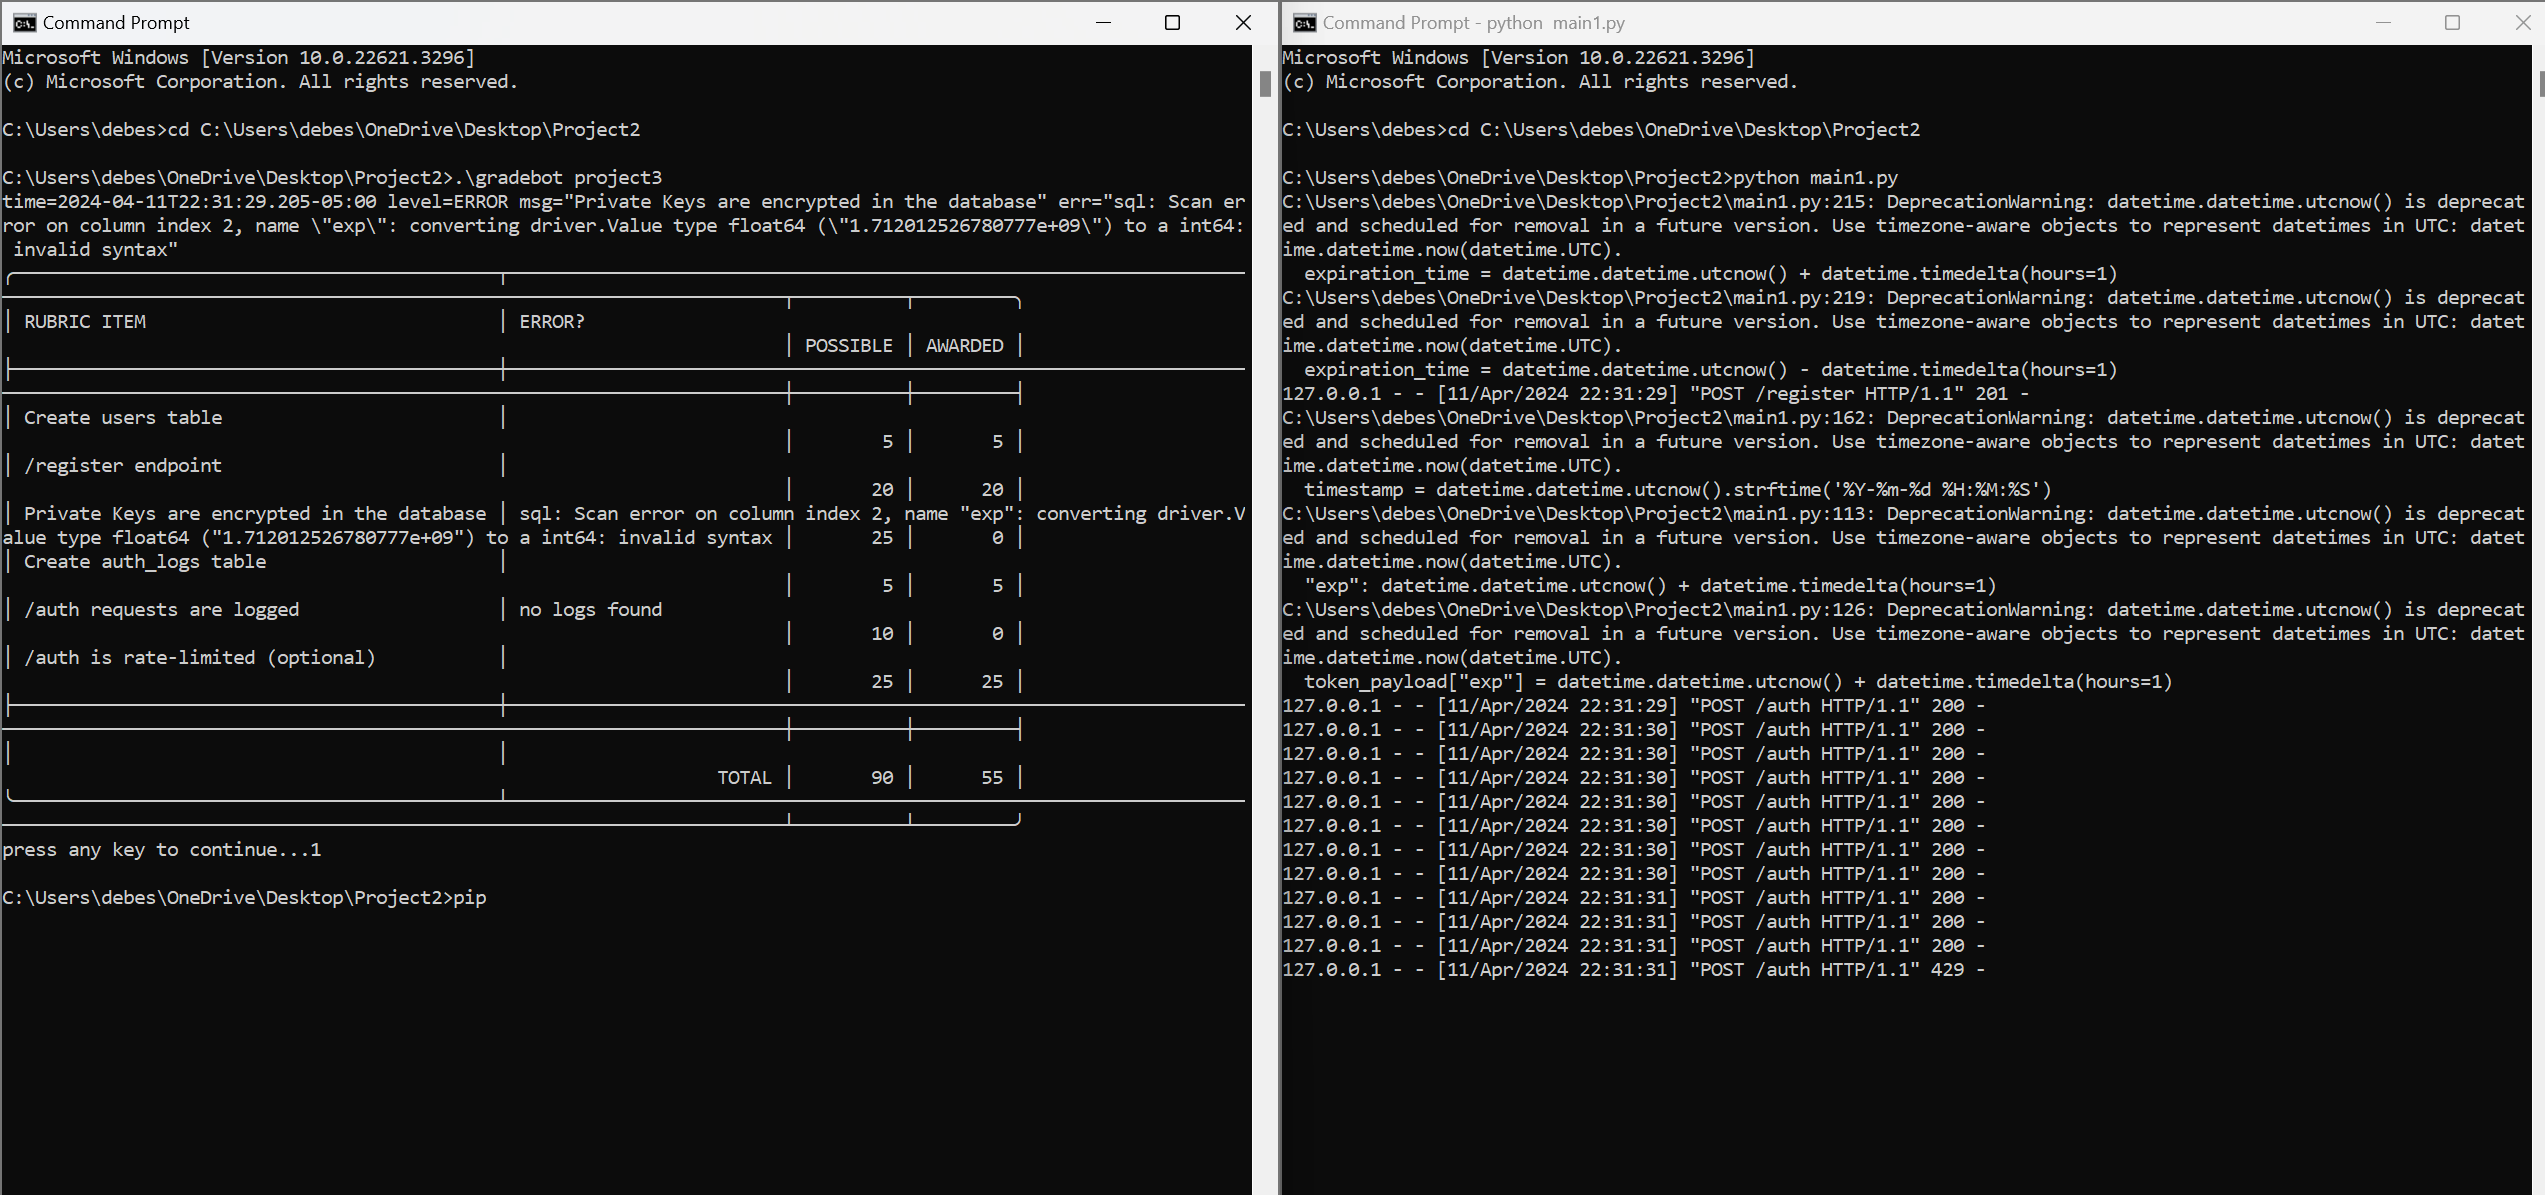 Command Prompt
Microsoft Windows [Version 10.0.22621.3296]
(c) Microsoft Corporation. All rights reserved.
C:\Users\debes>cd C:\Users\debes\OneDrive\Desktop\Project2
C:\Users\debes\OneDrive\Desktop\Project2>.\gradebot project3
time=2024-04-11T22:31:29.205-05:00 level=ERROR msg="Private Keys are encrypted in the database" err="sql: Scan er
ror on column index 2, name \"exp\": converting driver.Value type float64 (\"1.712012526780777e+09\") to a int64:
 invalid syntax"
RUBRIC ITEM ERROR?
POSSIBLE AWARDED
Create users table
5 5
/register endpoint
20 20
Private Keys are encrypted in the database sql: Scan error on column index 2, name "exp": converting driver.V
alue type float64 ("1.712012526780777e+09") to a int64: invalid syntax 25 0
Create auth_logs table
5 5
/auth requests are logged no logs found
10 0
/auth is rate-limited (optional)
25 25
TOTAL 90 55
press any key to continue...1
C:\Users\debes\OneDrive\Desktop\Project2>pip
Command Prompt - python  main1.py
Microsoft Windows [Version 10.0.22621.3296]
(c) Microsoft Corporation. All rights reserved.
C:\Users\debes>cd C:\Users\debes\OneDrive\Desktop\Project2
C:\Users\debes\OneDrive\Desktop\Project2>python main1.py
C:\Users\debes\OneDrive\Desktop\Project2\main1.py:215: DeprecationWarning: datetime.datetime.utcnow() is deprecat
ed and scheduled for removal in a future version. Use timezone-aware objects to represent datetimes in UTC: datet
ime.datetime.now(datetime.UTC).
  expiration_time = datetime.datetime.utcnow() + datetime.timedelta(hours=1)
C:\Users\debes\OneDrive\Desktop\Project2\main1.py:219: DeprecationWarning: datetime.datetime.utcnow() is deprecat
ed and scheduled for removal in a future version. Use timezone-aware objects to represent datetimes in UTC: datet
ime.datetime.now(datetime.UTC).
  expiration_time = datetime.datetime.utcnow() - datetime.timedelta(hours=1)
127.0.0.1 - - [11/Apr/2024 22:31:29] "POST /register HTTP/1.1" 201 -
C:\Users\debes\OneDrive\Desktop\Project2\main1.py:162: DeprecationWarning: datetime.datetime.utcnow() is deprecat
ed and scheduled for removal in a future version. Use timezone-aware objects to represent datetimes in UTC: datet
ime.datetime.now(datetime.UTC).
  timestamp = datetime.datetime.utcnow().strftime('%Y-%m-%d %H:%M:%S')
C:\Users\debes\OneDrive\Desktop\Project2\main1.py:113: DeprecationWarning: datetime.datetime.utcnow() is deprecat
ed and scheduled for removal in a future version. Use timezone-aware objects to represent datetimes in UTC: datet
ime.datetime.now(datetime.UTC).
  "exp": datetime.datetime.utcnow() + datetime.timedelta(hours=1)
C:\Users\debes\OneDrive\Desktop\Project2\main1.py:126: DeprecationWarning: datetime.datetime.utcnow() is deprecat
ed and scheduled for removal in a future version. Use timezone-aware objects to represent datetimes in UTC: datet
ime.datetime.now(datetime.UTC).
  token_payload["exp"] = datetime.datetime.utcnow() + datetime.timedelta(hours=1)
127.0.0.1 - - [11/Apr/2024 22:31:29] "POST /auth HTTP/1.1" 200 -
127.0.0.1 - - [11/Apr/2024 22:31:30] "POST /auth HTTP/1.1" 200 -
127.0.0.1 - - [11/Apr/2024 22:31:30] "POST /auth HTTP/1.1" 200 -
127.0.0.1 - - [11/Apr/2024 22:31:30] "POST /auth HTTP/1.1" 200 -
127.0.0.1 - - [11/Apr/2024 22:31:30] "POST /auth HTTP/1.1" 200 -
127.0.0.1 - - [11/Apr/2024 22:31:30] "POST /auth HTTP/1.1" 200 -
127.0.0.1 - - [11/Apr/2024 22:31:30] "POST /auth HTTP/1.1" 200 -
127.0.0.1 - - [11/Apr/2024 22:31:30] "POST /auth HTTP/1.1" 200 -
127.0.0.1 - - [11/Apr/2024 22:31:31] "POST /auth HTTP/1.1" 200 -
127.0.0.1 - - [11/Apr/2024 22:31:31] "POST /auth HTTP/1.1" 200 -
127.0.0.1 - - [11/Apr/2024 22:31:31] "POST /auth HTTP/1.1" 200 -
127.0.0.1 - - [11/Apr/2024 22:31:31] "POST /auth HTTP/1.1" 429 -